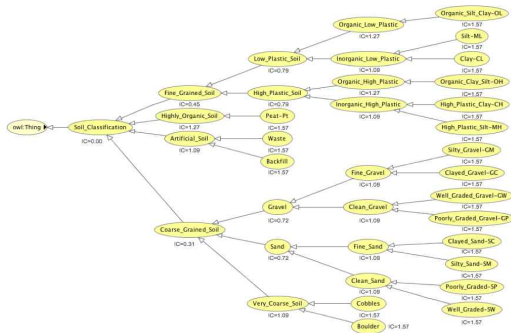 Organic_Silt_Clay-OL
IC=1.57
Organic_Low_Plastic
IC=1.27
Silt-ML
IC=1.57
Low_Plastic_Soil
IC=0.79
Inorganic_Low_Plastic
IC=1.09
Clay-CL
IC=1.57
Organic_High_Plastic
IC=1.27
Organic_Clay_Silt-OH
IC=1.57
Fine_Grained_Soil
IC=0.45
High_Plastic_Soil
IC=0.79
Inorganic_High_Plastic
IC=1.09
High_Plastic_Clay-CH
IC=1.57
Highly_Organic_Soil
IC=1.27
Peat-Pt
IC=1.57
High_Plastic_Silt-MH
IC=1.57
owl:Thing
Soil_Classification
IC=0.00
Artificial_Soil
IC=1.09
Waste
IC=1.57
Backfill
IC=1.57
Silty_Gravel-GM
IC=1.57
Fine_Gravel
IC=1.09
Clayed_Gravel-GC
IC=1.57
Gravel
IC=0.72
Clean_Gravel
IC=1.09
Well_Graded_Gravel-GW
IC=1.57
Poorly_Graded_Gravel-GP
IC=1.57
Coarse_Grained_Soil
IC=0.31
Sand
IC=0.72
Fine_Sand
IC=1.09
Clayed_Sand-SC
IC=1.57
Silty_Sand-SM
IC=1.57
Clean_Sand
IC=1.09
Poorly_Graded-SP
IC=1.57
Well_Graded-SW
IC=1.57
Very_Coarse_Soil
IC=1.09
Cobbles
IC=1.57
Boulder
IC=1.57